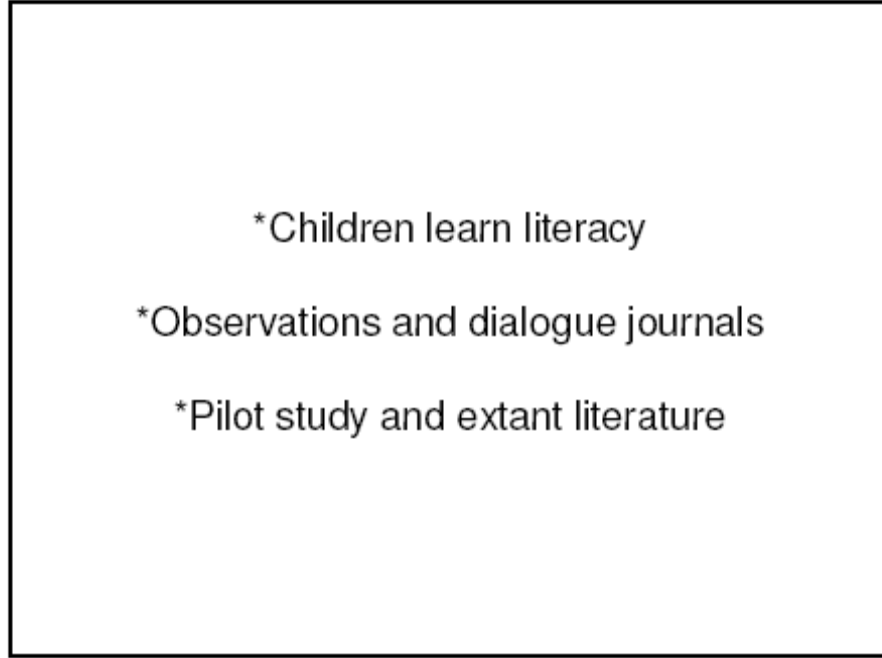 *Children learn literacy
*Observations and dialogue journals
*Pilot study and extant literature